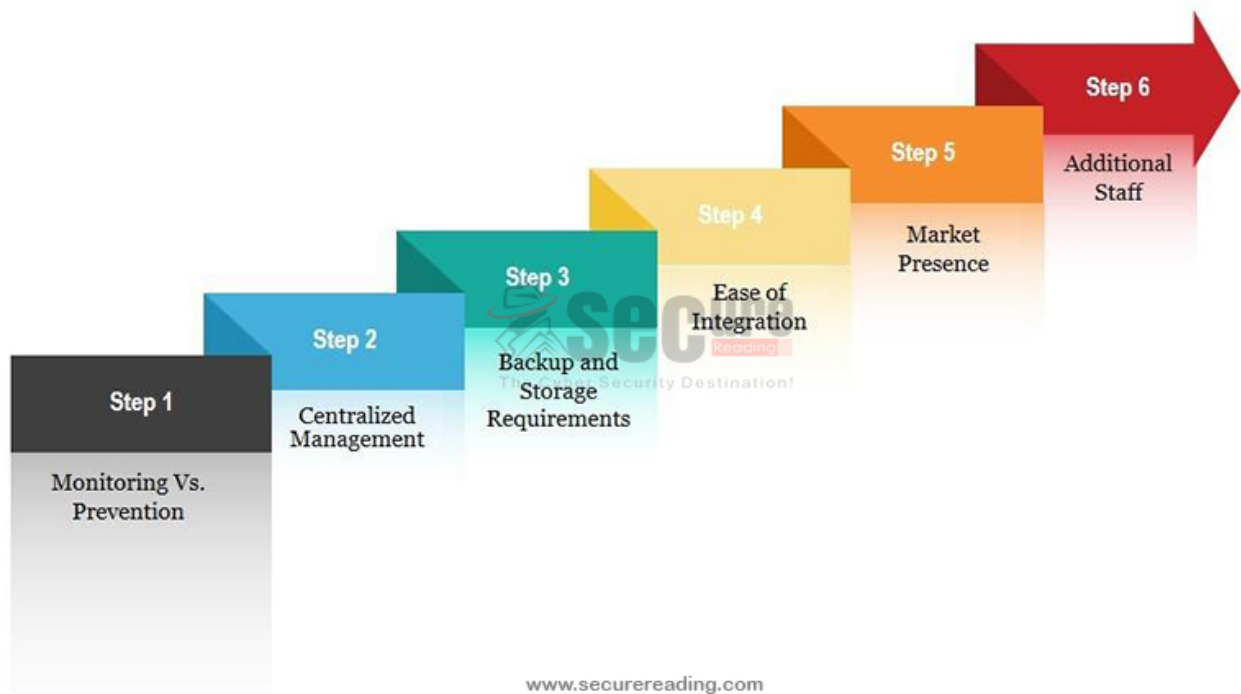 Step 1
Monitoring Vs.
Prevention
Step 2
Centralized
Management
Step 3
Backup and
Storage
Requirements
Step 4
Ease of
Integration
Step 5
Market
Presence
Step 6
Additional
Staff
Secure
Reading
The Cyber Security Destination!
www.securereading.com